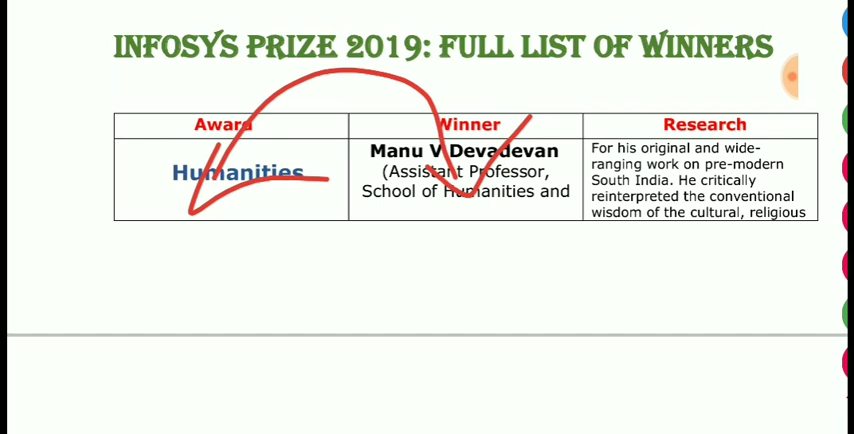 INFOSYS PRIZE 2019: FULL LIST OF WINNERS
Award Winner Research
Humanities
Manu V Devadevan
(Assistant Professor,
School of Humanities and
For his original and wide-
ranging work on pre-modern
South India. He critically
reinterpreted the conventional
wisdom of the cultural, religious